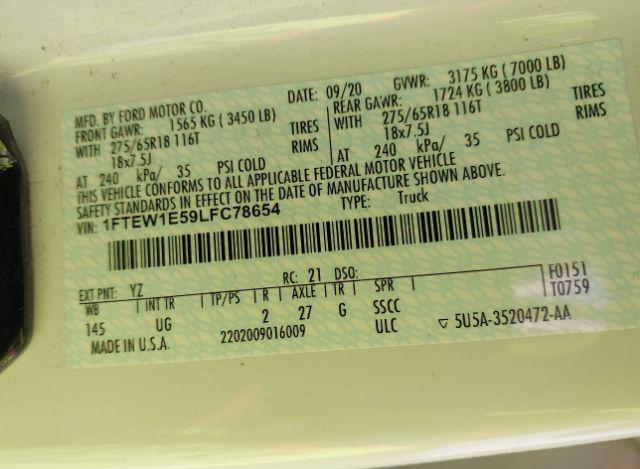 MFD. BY FORD MOTOR CO.
DATE: 09/20 GVWR: 3175 KG ( 7000 LB)
FRONT GAWR: 1565 KG ( 3450 LB)
REAR GAWR: 1724 KG ( 3800 LB)
WITH 275/65R18 116T TIRES
WITH 275/65R18 116T TIRES
18x7.5J RIMS
18x7.5J RIMS
AT 240 kPa/ 35 PSI COLD
AT 240 kPa/ 35 PSI COLD
THIS VEHICLE CONFORMS TO ALL APPLICABLE FEDERAL MOTOR VEHICLE
SAFETY STANDARDS IN EFFECT ON THE DATE OF MANUFACTURE SHOWN ABOVE.
VIN: 1FTEW1E59LFC78654 TYPE: Truck
EXT PNT: YZ RC: 21 DSO: F0151
WB INT TR TP/PS R AXLE TR SPR T0759
145 UG 2 27 G SSCC
MADE IN U.S.A. 2202009016009 ULC ▽ 5U5A-3520472-AA